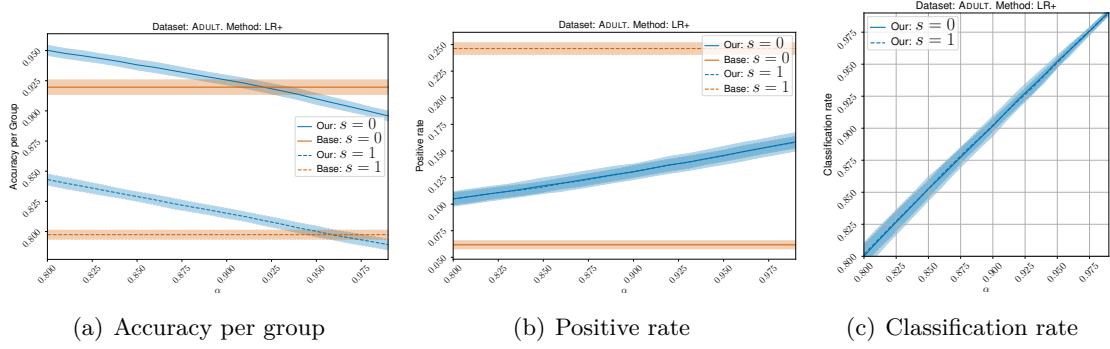 Dataset: ADULT. Method: LR+
Accuracy per Group
0.950
0.925
0.900
0.875
0.850
0.825
0.800
Our: s = 0
Base: s = 0
Our: s = 1
Base: s = 1
0.800 0.825 0.850 0.875 0.900 0.925 0.950 0.975
α
(a) Accuracy per group
Dataset: ADULT. Method: LR+
Positive rate
0.250
0.225
0.200
0.175
0.150
0.125
0.100
0.075
0.050
Our: s = 0
Base: s = 0
Our: s = 1
Base: s = 1
0.800 0.825 0.850 0.875 0.900 0.925 0.950 0.975
α
(b) Positive rate
Dataset: ADULT. Method: LR+
Classification rate
0.975
0.950
0.925
0.900
0.875
0.850
0.825
0.800
Our: s = 0
Our: s = 1
0.800 0.825 0.850 0.875 0.900 0.925 0.950 0.975
α
(c) Classification rate